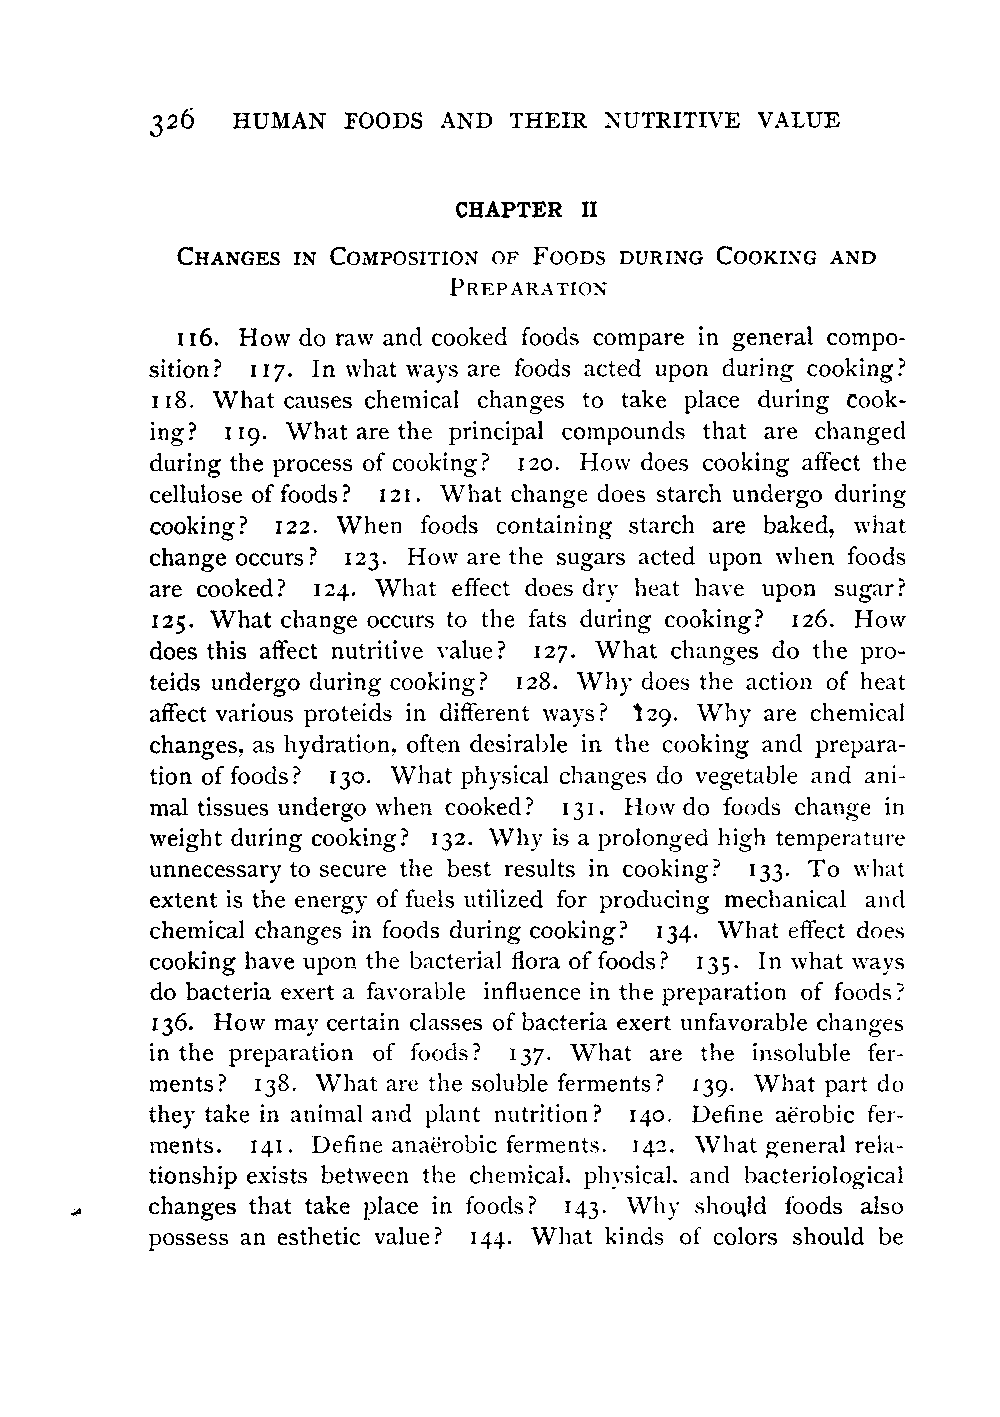 326 HUMAN FOODS AND THEIR NUTRITIVE VALUE
CHAPTER II
CHANGES IN COMPOSITION OF FOODS DURING COOKING AND
PREPARATION
116. How do raw and cooked foods compare in general compo-
sition? 117. In what ways are foods acted upon during cooking?
118. What causes chemical changes to take place during cook-
ing? 119. What are the principal compounds that are changed
during the process of cooking? 120. How does cooking affect the
cellulose of foods? 121. What change does starch undergo during
cooking? 122. When foods containing starch are baked, what
change occurs? 123. How are the sugars acted upon when foods
are cooked? 124. What effect does dry heat have upon sugar?
125. What change occurs to the fats during cooking? 126. How
does this affect nutritive value? 127. What changes do the pro-
teids undergo during cooking? 128. Why does the action of heat
affect various proteids in different ways? 129. Why are chemical
changes, as hydration, often desirable in the cooking and prepara-
tion of foods? 130. What physical changes do vegetable and ani-
mal tissues undergo when cooked? 131. How do foods change in
weight during cooking? 132. Why is a prolonged high temperature
unnecessary to secure the best results in cooking? 133. To what
extent is the energy of fuels utilized for producing mechanical and
chemical changes in foods during cooking? 134. What effect does
cooking have upon the bacterial flora of foods? 135. In what ways
do bacteria exert a favorable influence in the preparation of foods?
136. How may certain classes of bacteria exert unfavorable changes
in the preparation of foods? 137. What are the insoluble fer-
ments? 138. What are the soluble ferments? 139. What part do
they take in animal and plant nutrition? 140. Define aërobic fer-
ments. 141. Define anaërobic ferments. 142. What general rela-
tionship exists between the chemical, physical, and bacteriological
changes that take place in foods? 143. Why should foods also
possess an esthetic value? 144. What kinds of colors should be